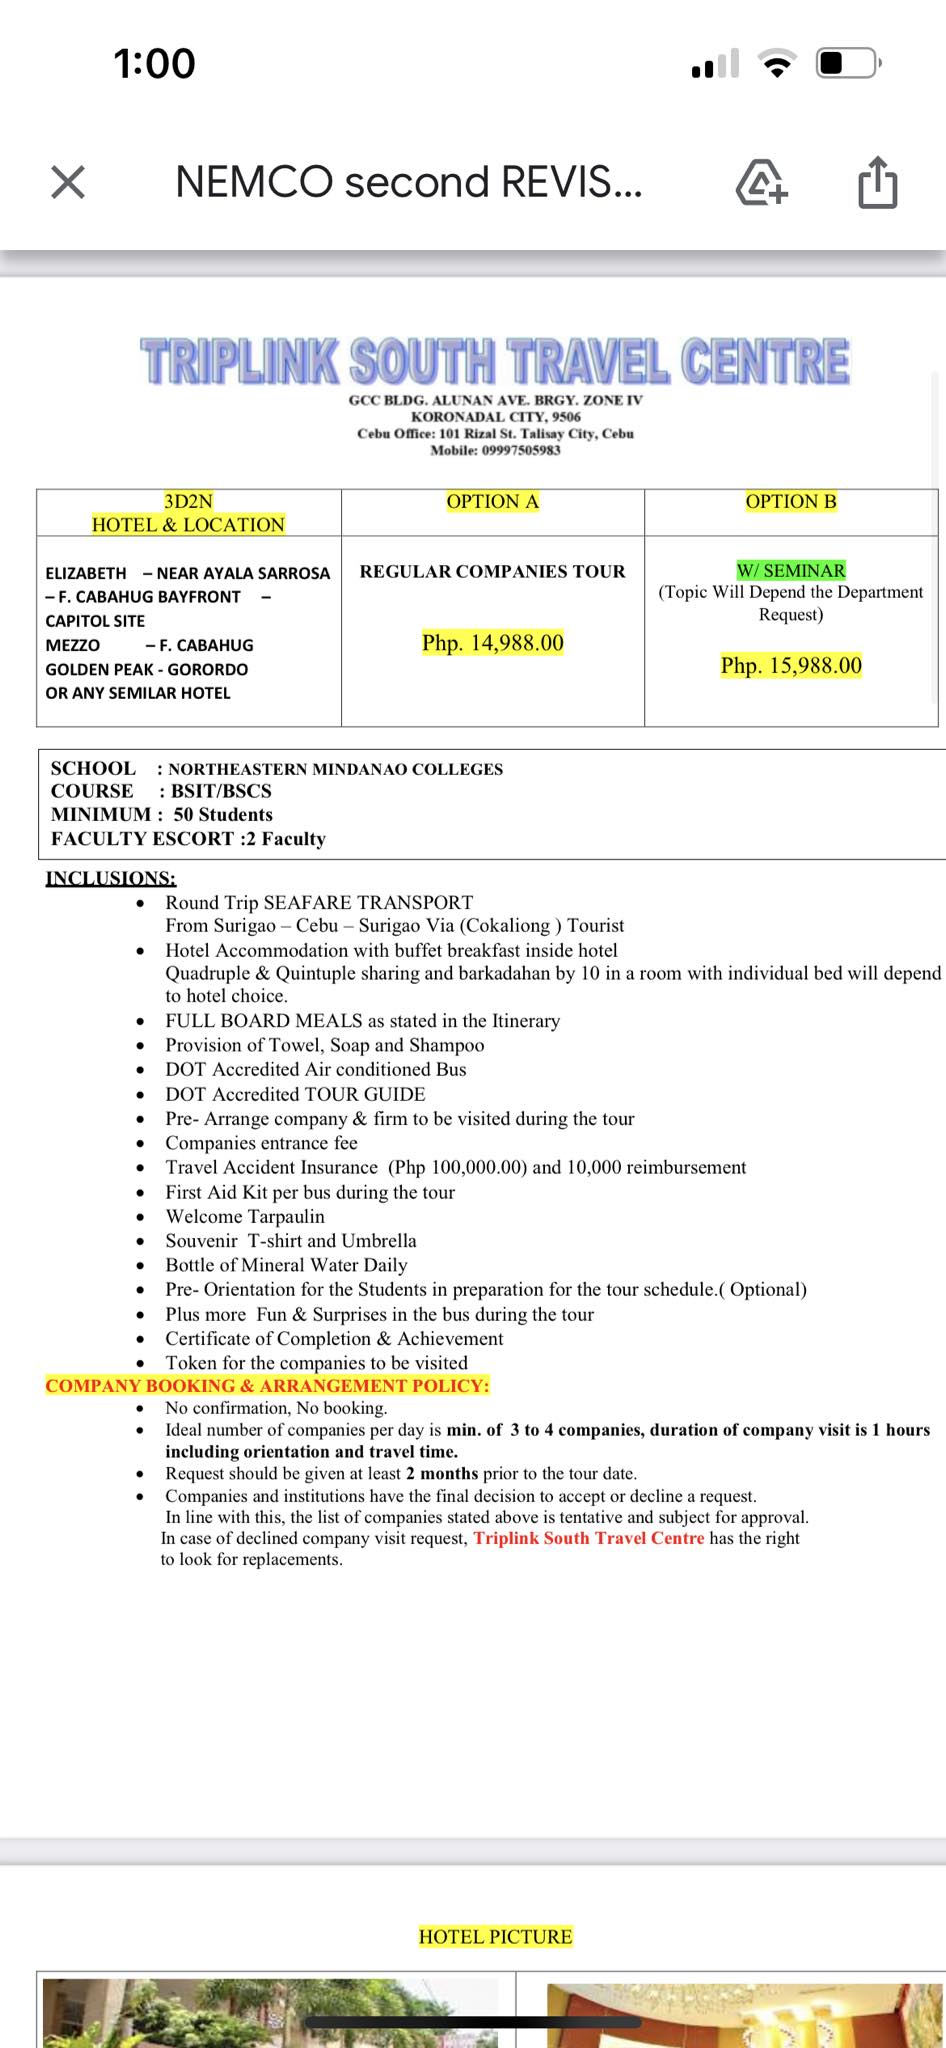 1:00
NEMCO second REVIS...
TRIPLINK SOUTH TRAVEL CENTRE
GCC BLDG. ALUNAN AVE. BRGY. ZONE IV
KORONADAL CITY, 9506
Cebu Office: 101 Rizal St. Talisay City, Cebu
Mobile: 09997505983
3D2N
HOTEL & LOCATION
OPTION A
OPTION B
ELIZABETH – NEAR AYALA SARROSA
– F. CABAHUG BAYFRONT –
CAPITOL SITE
MEZZO – F. CABAHUG
GOLDEN PEAK - GORORDO
OR ANY SEMILAR HOTEL
REGULAR COMPANIES TOUR
Php. 14,988.00
W/ SEMINAR
(Topic Will Depend the Department
Request)
Php. 15,988.00
SCHOOL : NORTHEASTERN MINDANAO COLLEGES
COURSE : BSIT/BSCS
MINIMUM : 50 Students
FACULTY ESCORT :2 Faculty
INCLUSIONS:
• Round Trip SEAFARE TRANSPORT
From Surigao – Cebu – Surigao Via (Cokaliong ) Tourist
• Hotel Accommodation with buffet breakfast inside hotel
Quadruple & Quintuple sharing and barkadahan by 10 in a room with individual bed will depend
to hotel choice.
• FULL BOARD MEALS as stated in the Itinerary
• Provision of Towel, Soap and Shampoo
• DOT Accredited Air conditioned Bus
• DOT Accredited TOUR GUIDE
• Pre- Arrange company & firm to be visited during the tour
• Companies entrance fee
• Travel Accident Insurance (Php 100,000.00) and 10,000 reimbursement
• First Aid Kit per bus during the tour
• Welcome Tarpaulin
• Souvenir T-shirt and Umbrella
• Bottle of Mineral Water Daily
• Pre- Orientation for the Students in preparation for the tour schedule.( Optional)
• Plus more Fun & Surprises in the bus during the tour
• Certificate of Completion & Achievement
• Token for the companies to be visited
COMPANY BOOKING & ARRANGEMENT POLICY:
• No confirmation, No booking.
• Ideal number of companies per day is min. of 3 to 4 companies, duration of company visit is 1 hours
including orientation and travel time.
• Request should be given at least 2 months prior to the tour date.
• Companies and institutions have the final decision to accept or decline a request.
In line with this, the list of companies stated above is tentative and subject for approval.
In case of declined company visit request, Triplink South Travel Centre has the right
to look for replacements.
HOTEL PICTURE